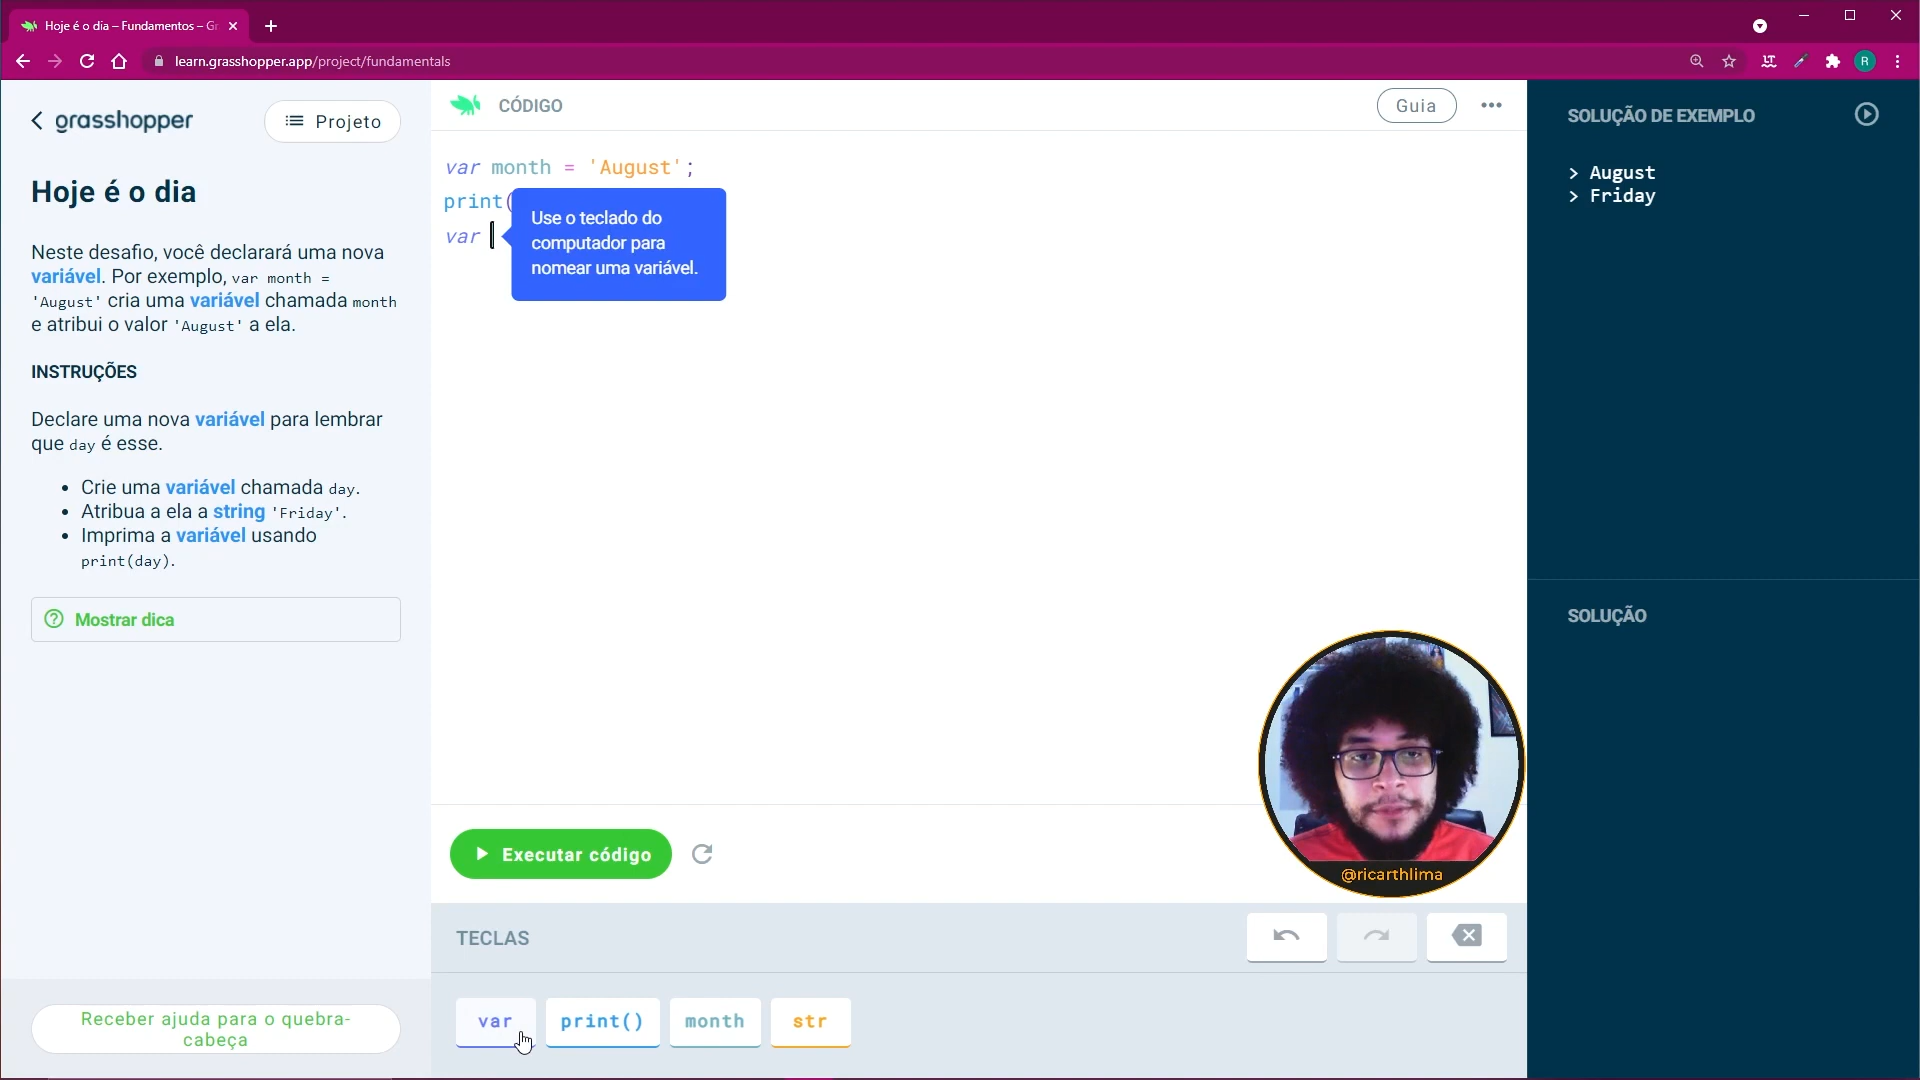 Hoje é o dia – Fundamentos – Gr
learn.grasshopper.app/project/fundamentals
R
grasshopper
Projeto
Hoje é o dia
Neste desafio, você declarará uma nova
variável. Por exemplo, var month =
'August' cria uma variável chamada month
e atribui o valor 'August' a ela.
INSTRUÇÕES
Declare uma nova variável para lembrar
que day é esse.
• Crie uma variável chamada day.
• Atribua a ela a string 'Friday'.
• Imprima a variável usando
print(day).
Mostrar dica
Receber ajuda para o quebra-
cabeça
CÓDIGO
Guia
var month = 'August';
print(
var
Use o teclado do
computador para
nomear uma variável.
@ricarthlima
Executar código
TECLAS
var
print()
month
str
SOLUÇÃO DE EXEMPLO
> August
> Friday
SOLUÇÃO